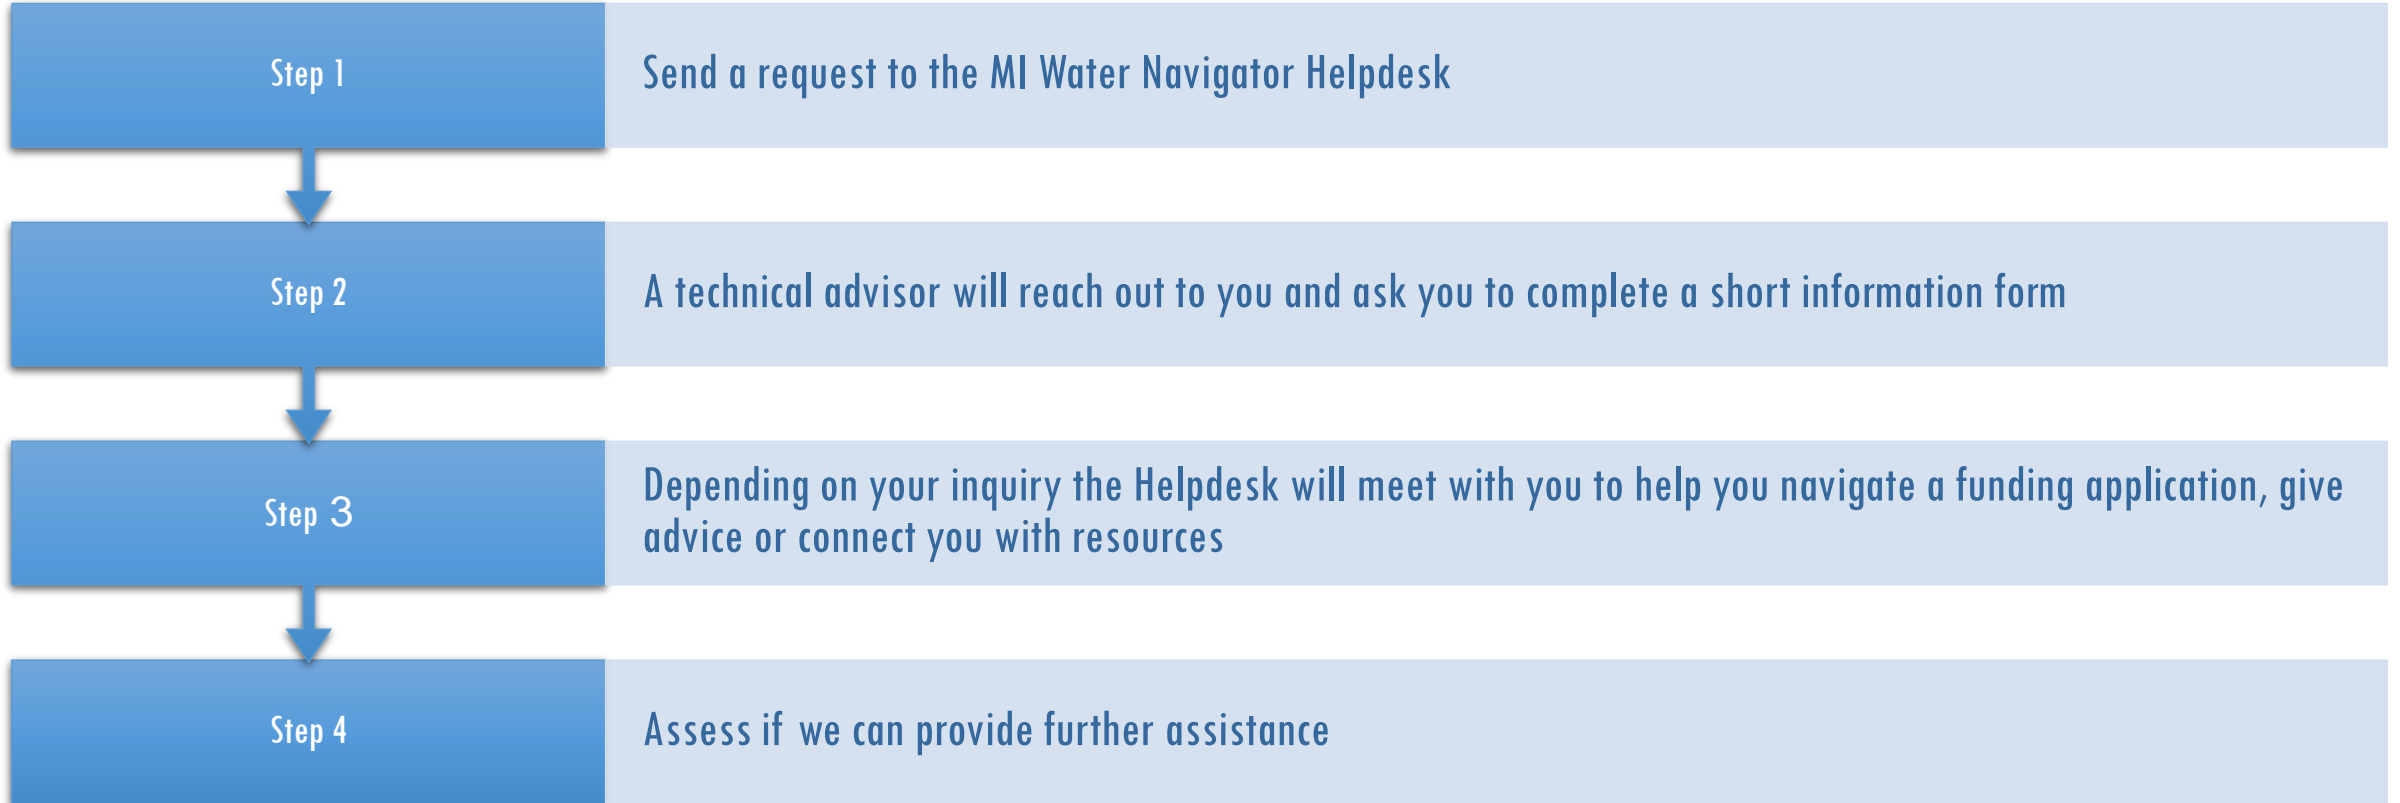 Step 1
Send a request to the MI Water Navigator Helpdesk
Step 2
A technical advisor will reach out to you and ask you to complete a short information form
Step 3
Depending on your inquiry the Helpdesk will meet with you to help you navigate a funding application, give
advice or connect you with resources
Step 4
Assess if we can provide further assistance